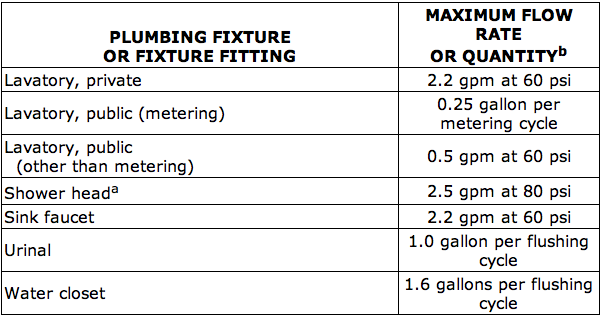 PLUMBING FIXTURE
OR FIXTURE FITTING
MAXIMUM FLOW
RATE
OR QUANTITYb
Lavatory, private
2.2 gpm at 60 psi
Lavatory, public (metering)
0.25 gallon per
metering cycle
Lavatory, public
(other than metering)
0.5 gpm at 60 psi
Shower heada
2.5 gpm at 80 psi
Sink faucet
2.2 gpm at 60 psi
Urinal
1.0 gallon per flushing
cycle
Water closet
1.6 gallons per flushing
cycle